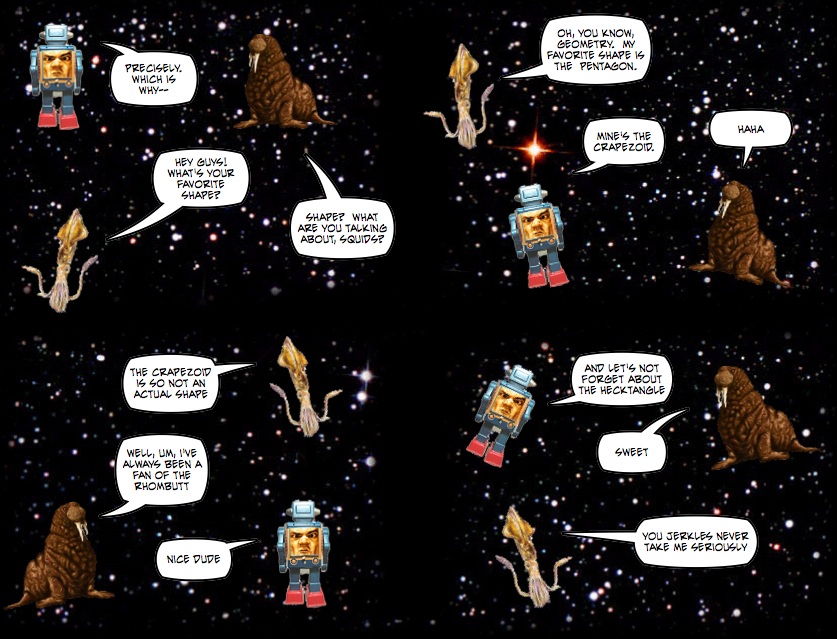 PRECISELY.
WHICH IS
WHY--
HEY GUYS!
WHAT'S YOUR
FAVORITE
SHAPE?
SHAPE? WHAT
ARE YOU TALKING
ABOUT, SQUIDS?
OH, YOU KNOW,
GEOMETRY. MY
FAVORITE SHAPE IS
THE PENTAGON.
MINE'S THE
CRAPEZOID.
HAHA
THE CRAPEZOID
IS SO NOT AN
ACTUAL SHAPE
WELL, UM, I'VE
ALWAYS BEEN A
FAN OF THE
RHOMBUTT
NICE DUDE
AND LET'S NOT
FORGET ABOUT
THE HECKTANGLE
SWEET
YOU JERKLES NEVER
TAKE ME SERIOUSLY